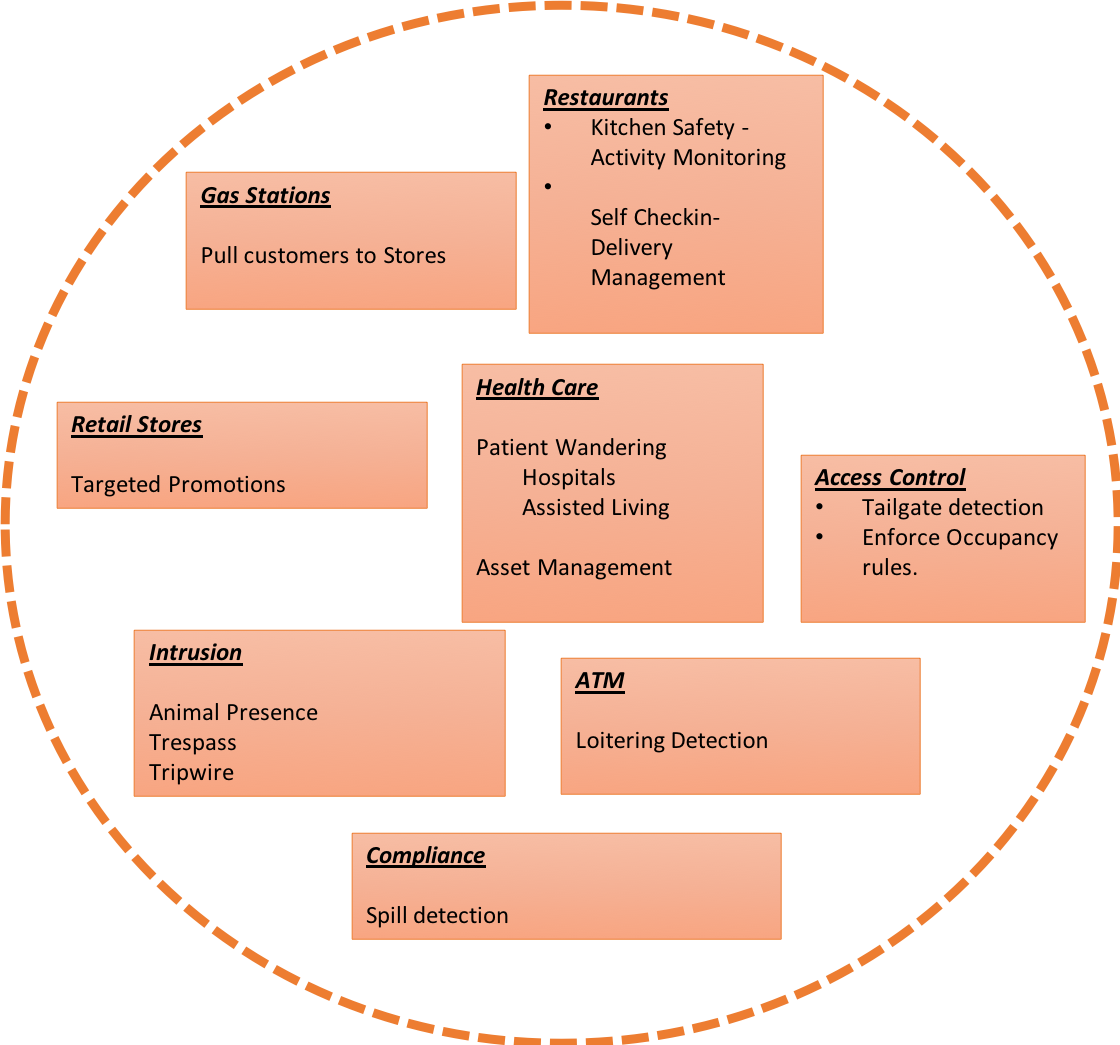 Restaurants
• Kitchen Safety -
Activity Monitoring
•
Self Checkin-
Delivery
Management
Gas Stations
Pull customers to Stores
Health Care
Patient Wandering
Hospitals
Assisted Living
Asset Management
Retail Stores
Targeted Promotions
Access Control
• Tailgate detection
• Enforce Occupancy
rules.
Intrusion
Animal Presence
Trespass
Tripwire
ATM
Loitering Detection
Compliance
Spill detection